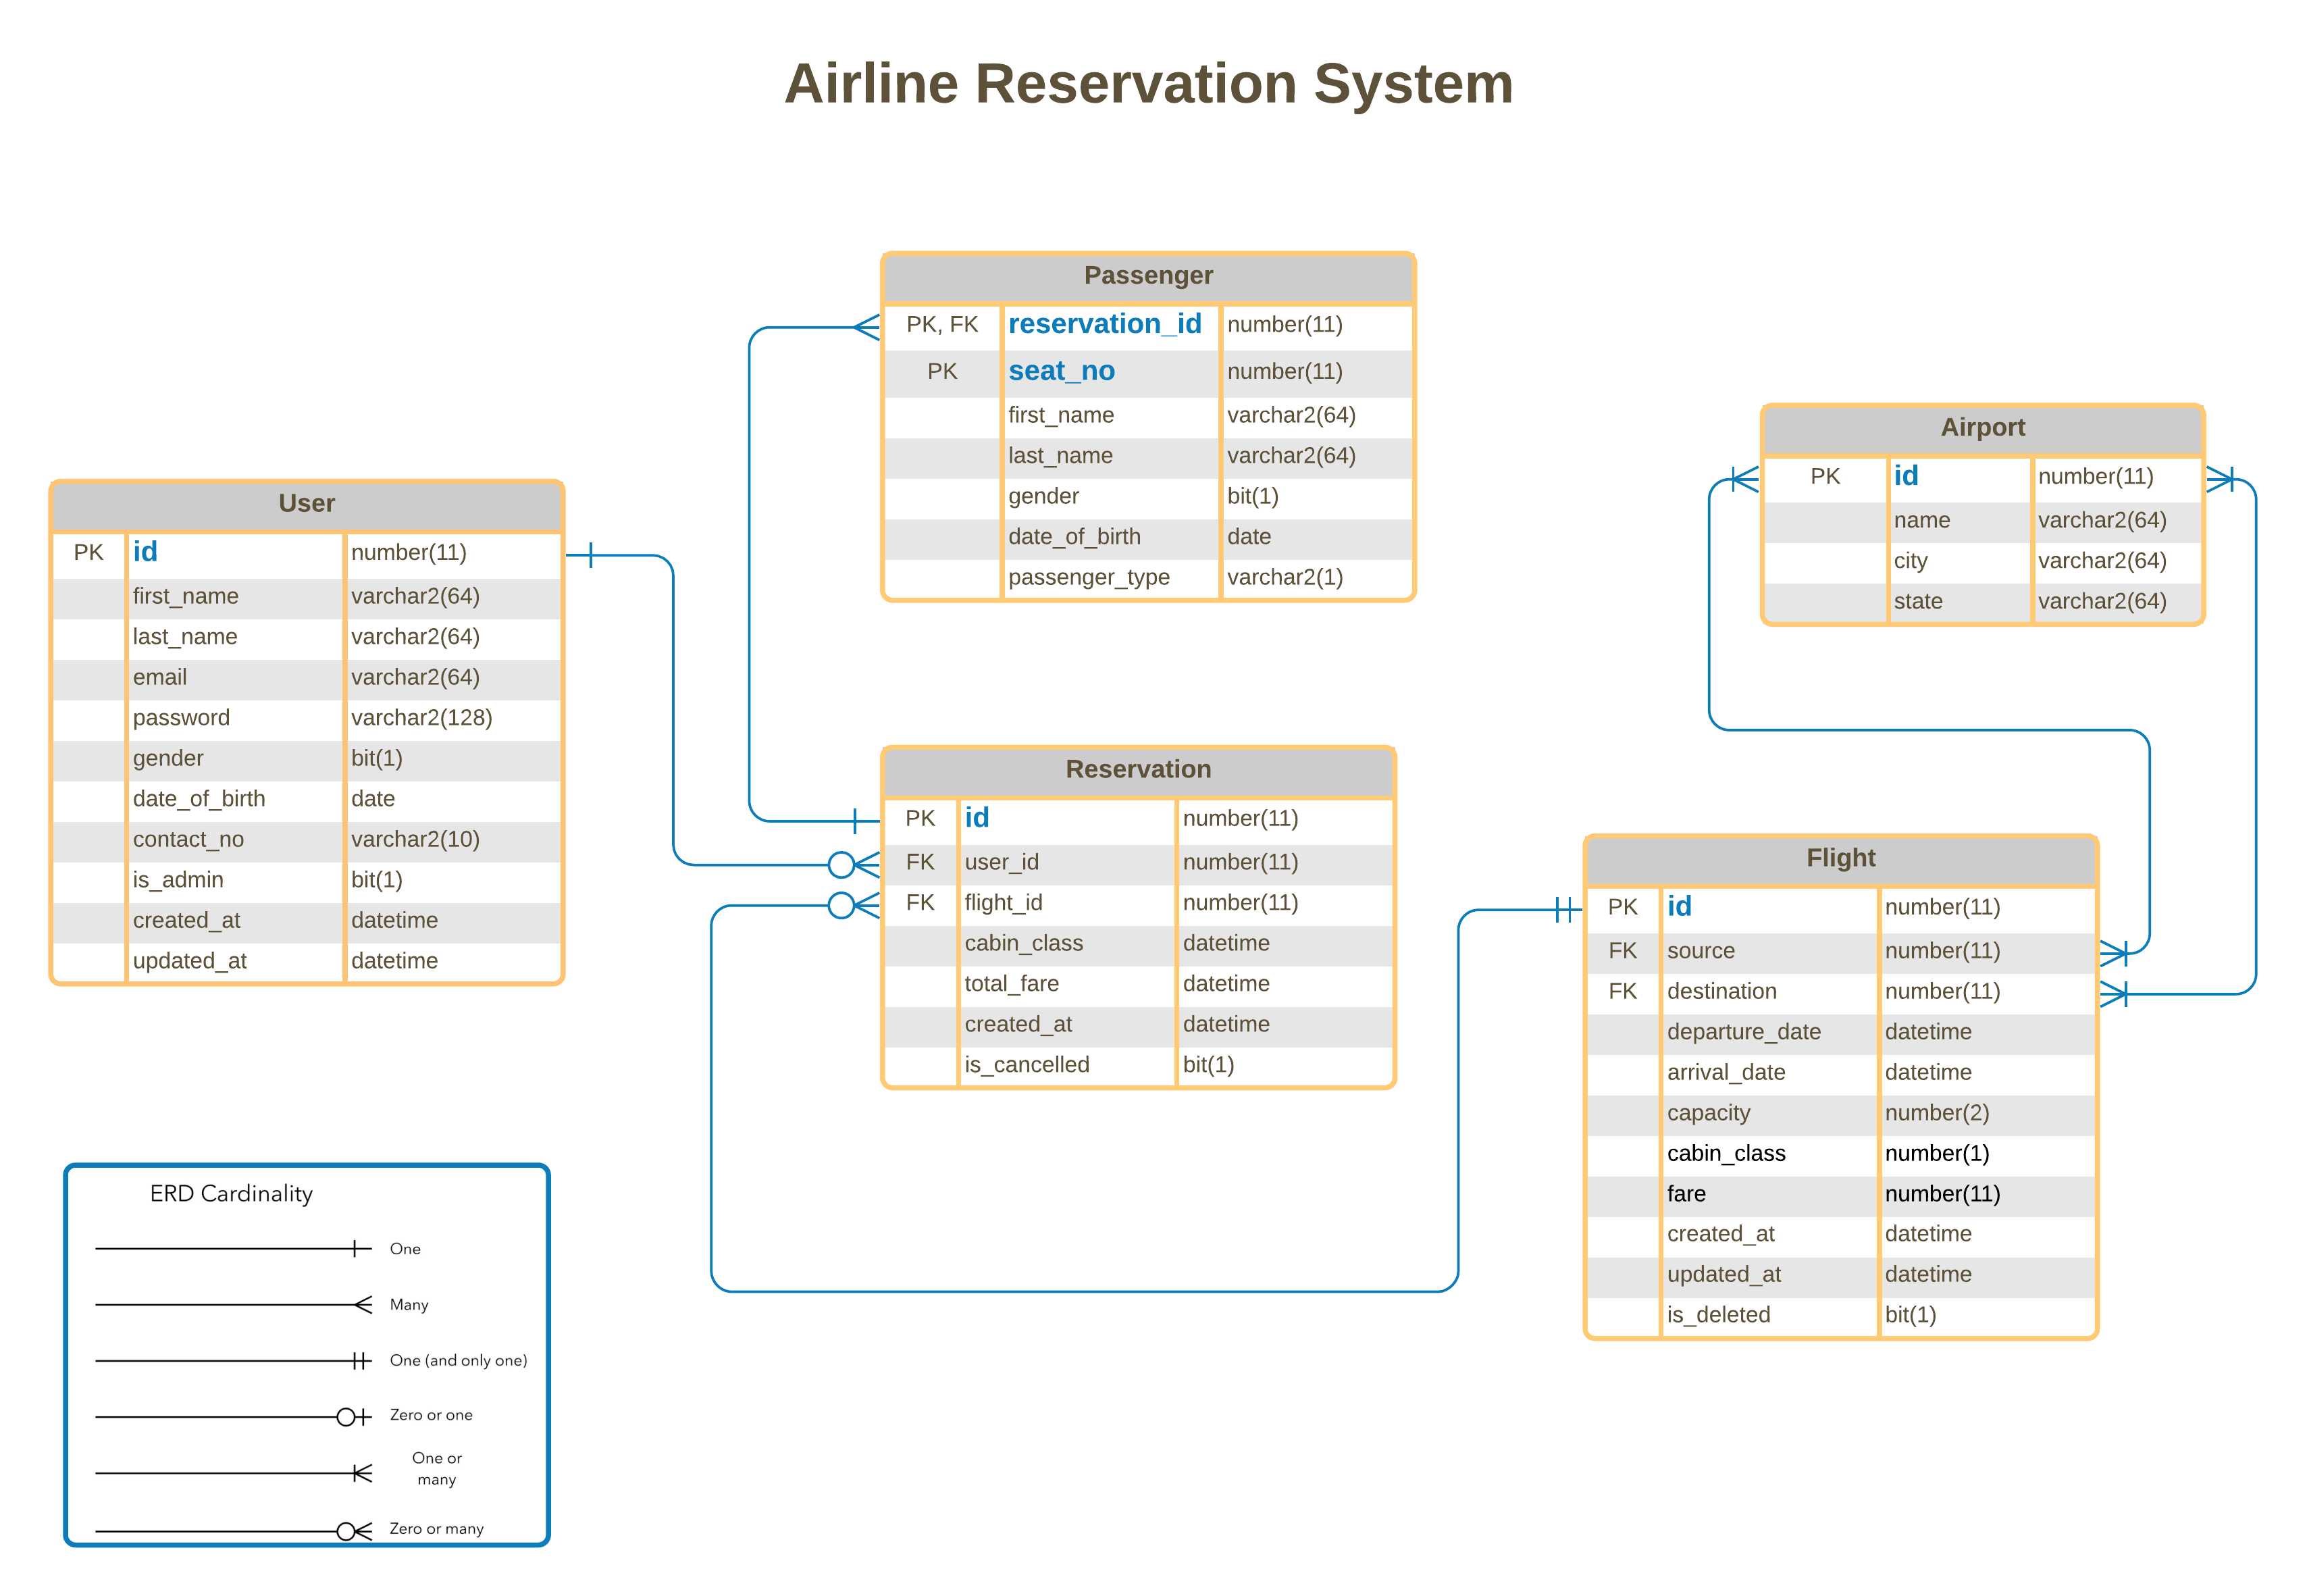 Airline Reservation System
Passenger
PK, FK reservation_id number(11)
PK seat_no number(11)
first_name varchar2(64)
last_name varchar2(64)
gender bit(1)
date_of_birth date
passenger_type varchar2(1)
Airport
PK id number(11)
name varchar2(64)
city varchar2(64)
state varchar2(64)
User
PK id number(11)
first_name varchar2(64)
last_name varchar2(64)
email varchar2(64)
password varchar2(128)
gender bit(1)
date_of_birth date
contact_no varchar2(10)
is_admin bit(1)
created_at datetime
updated_at datetime
Reservation
PK id number(11)
FK user_id number(11)
FK flight_id number(11)
cabin_class datetime
total_fare datetime
created_at datetime
is_cancelled bit(1)
Flight
PK id number(11)
FK source number(11)
FK destination number(11)
departure_date datetime
arrival_date datetime
capacity number(2)
cabin_class number(1)
fare number(11)
created_at datetime
updated_at datetime
is_deleted bit(1)
ERD Cardinality
One
Many
One (and only one)
Zero or one
One or
many
Zero or many